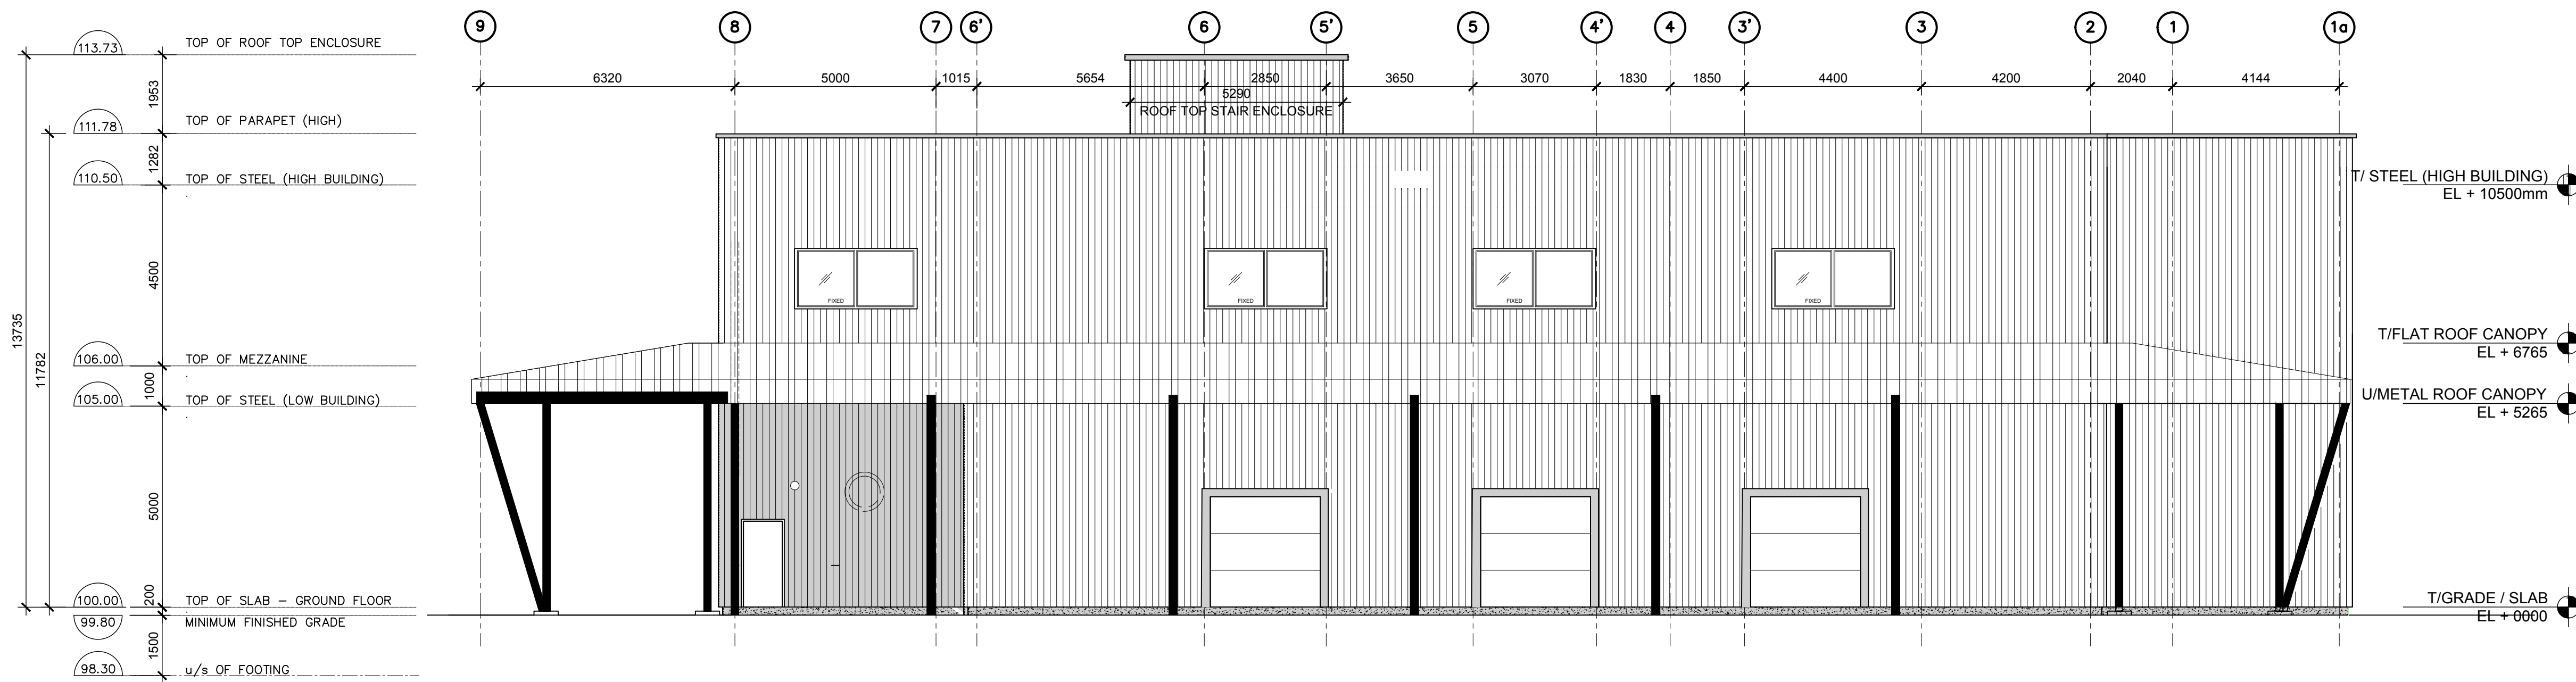 9 8 7 6' 6 5' 5 4' 4 3' 3 2 1 1a
113.73 TOP OF ROOF TOP ENCLOSURE
6320 5000 1015 5654 2850 3650 3070 1830 1850 4400 4200 2040 4144
1953
5290
ROOF TOP STAIR ENCLOSURE
111.78 TOP OF PARAPET (HIGH)
1282
110.50 TOP OF STEEL (HIGH BUILDING)
T/ STEEL (HIGH BUILDING)
EL + 10500mm
4500
FIXED FIXED FIXED FIXED
13735
11782
T/FLAT ROOF CANOPY
EL + 6765
106.00 TOP OF MEZZANINE
1000
105.00 TOP OF STEEL (LOW BUILDING)
U/METAL ROOF CANOPY
EL + 5265
5000
200
100.00 TOP OF SLAB – GROUND FLOOR
T/GRADE / SLAB
EL + 0000
99.80 MINIMUM FINISHED GRADE
1500
98.30 u/s OF FOOTING